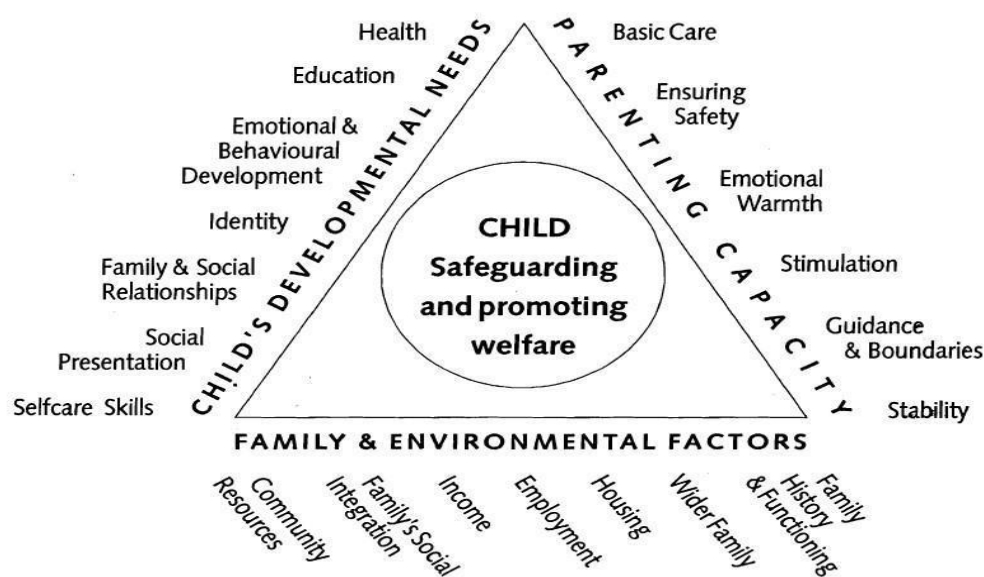 Health
Education
Emotional &
Behavioural
Development
Identity
Family & Social
Relationships
Social
Presentation
Selfcare Skills
CHILD'S DEVELOPMENTAL NEEDS
CHILD
Safeguarding
and promoting
welfare
PARENTING CAPACITY
Basic Care
Ensuring
Safety
Emotional
Warmth
Stimulation
Guidance
& Boundaries
Stability
FAMILY & ENVIRONMENTAL FACTORS
Community
Resources
Family's Social
Integration
Income
Employment
Housing
Wider Family
Family
History
& Functioning